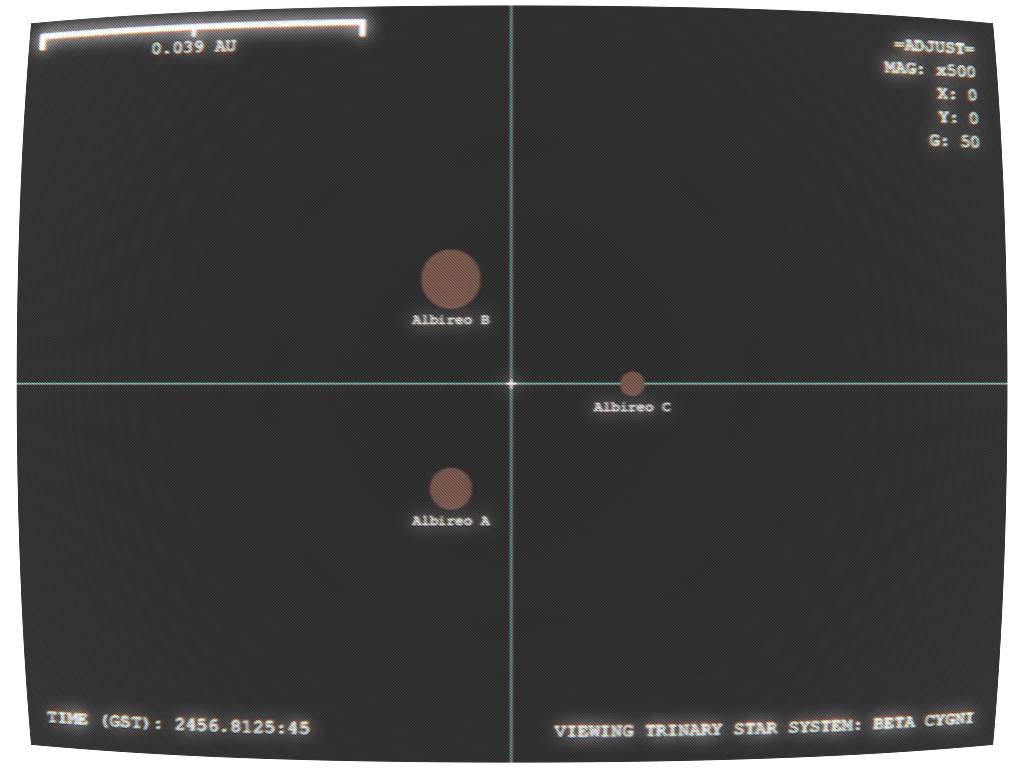 0.039 AU
=ADJUST=
MAG: x500
X: 0
Y: 0
G: 50
Albireo B
Albireo C
Albireo A
TIME (GST): 2456.8125:45
VIEWING TRINARY STAR SYSTEM: BETA CYGNI